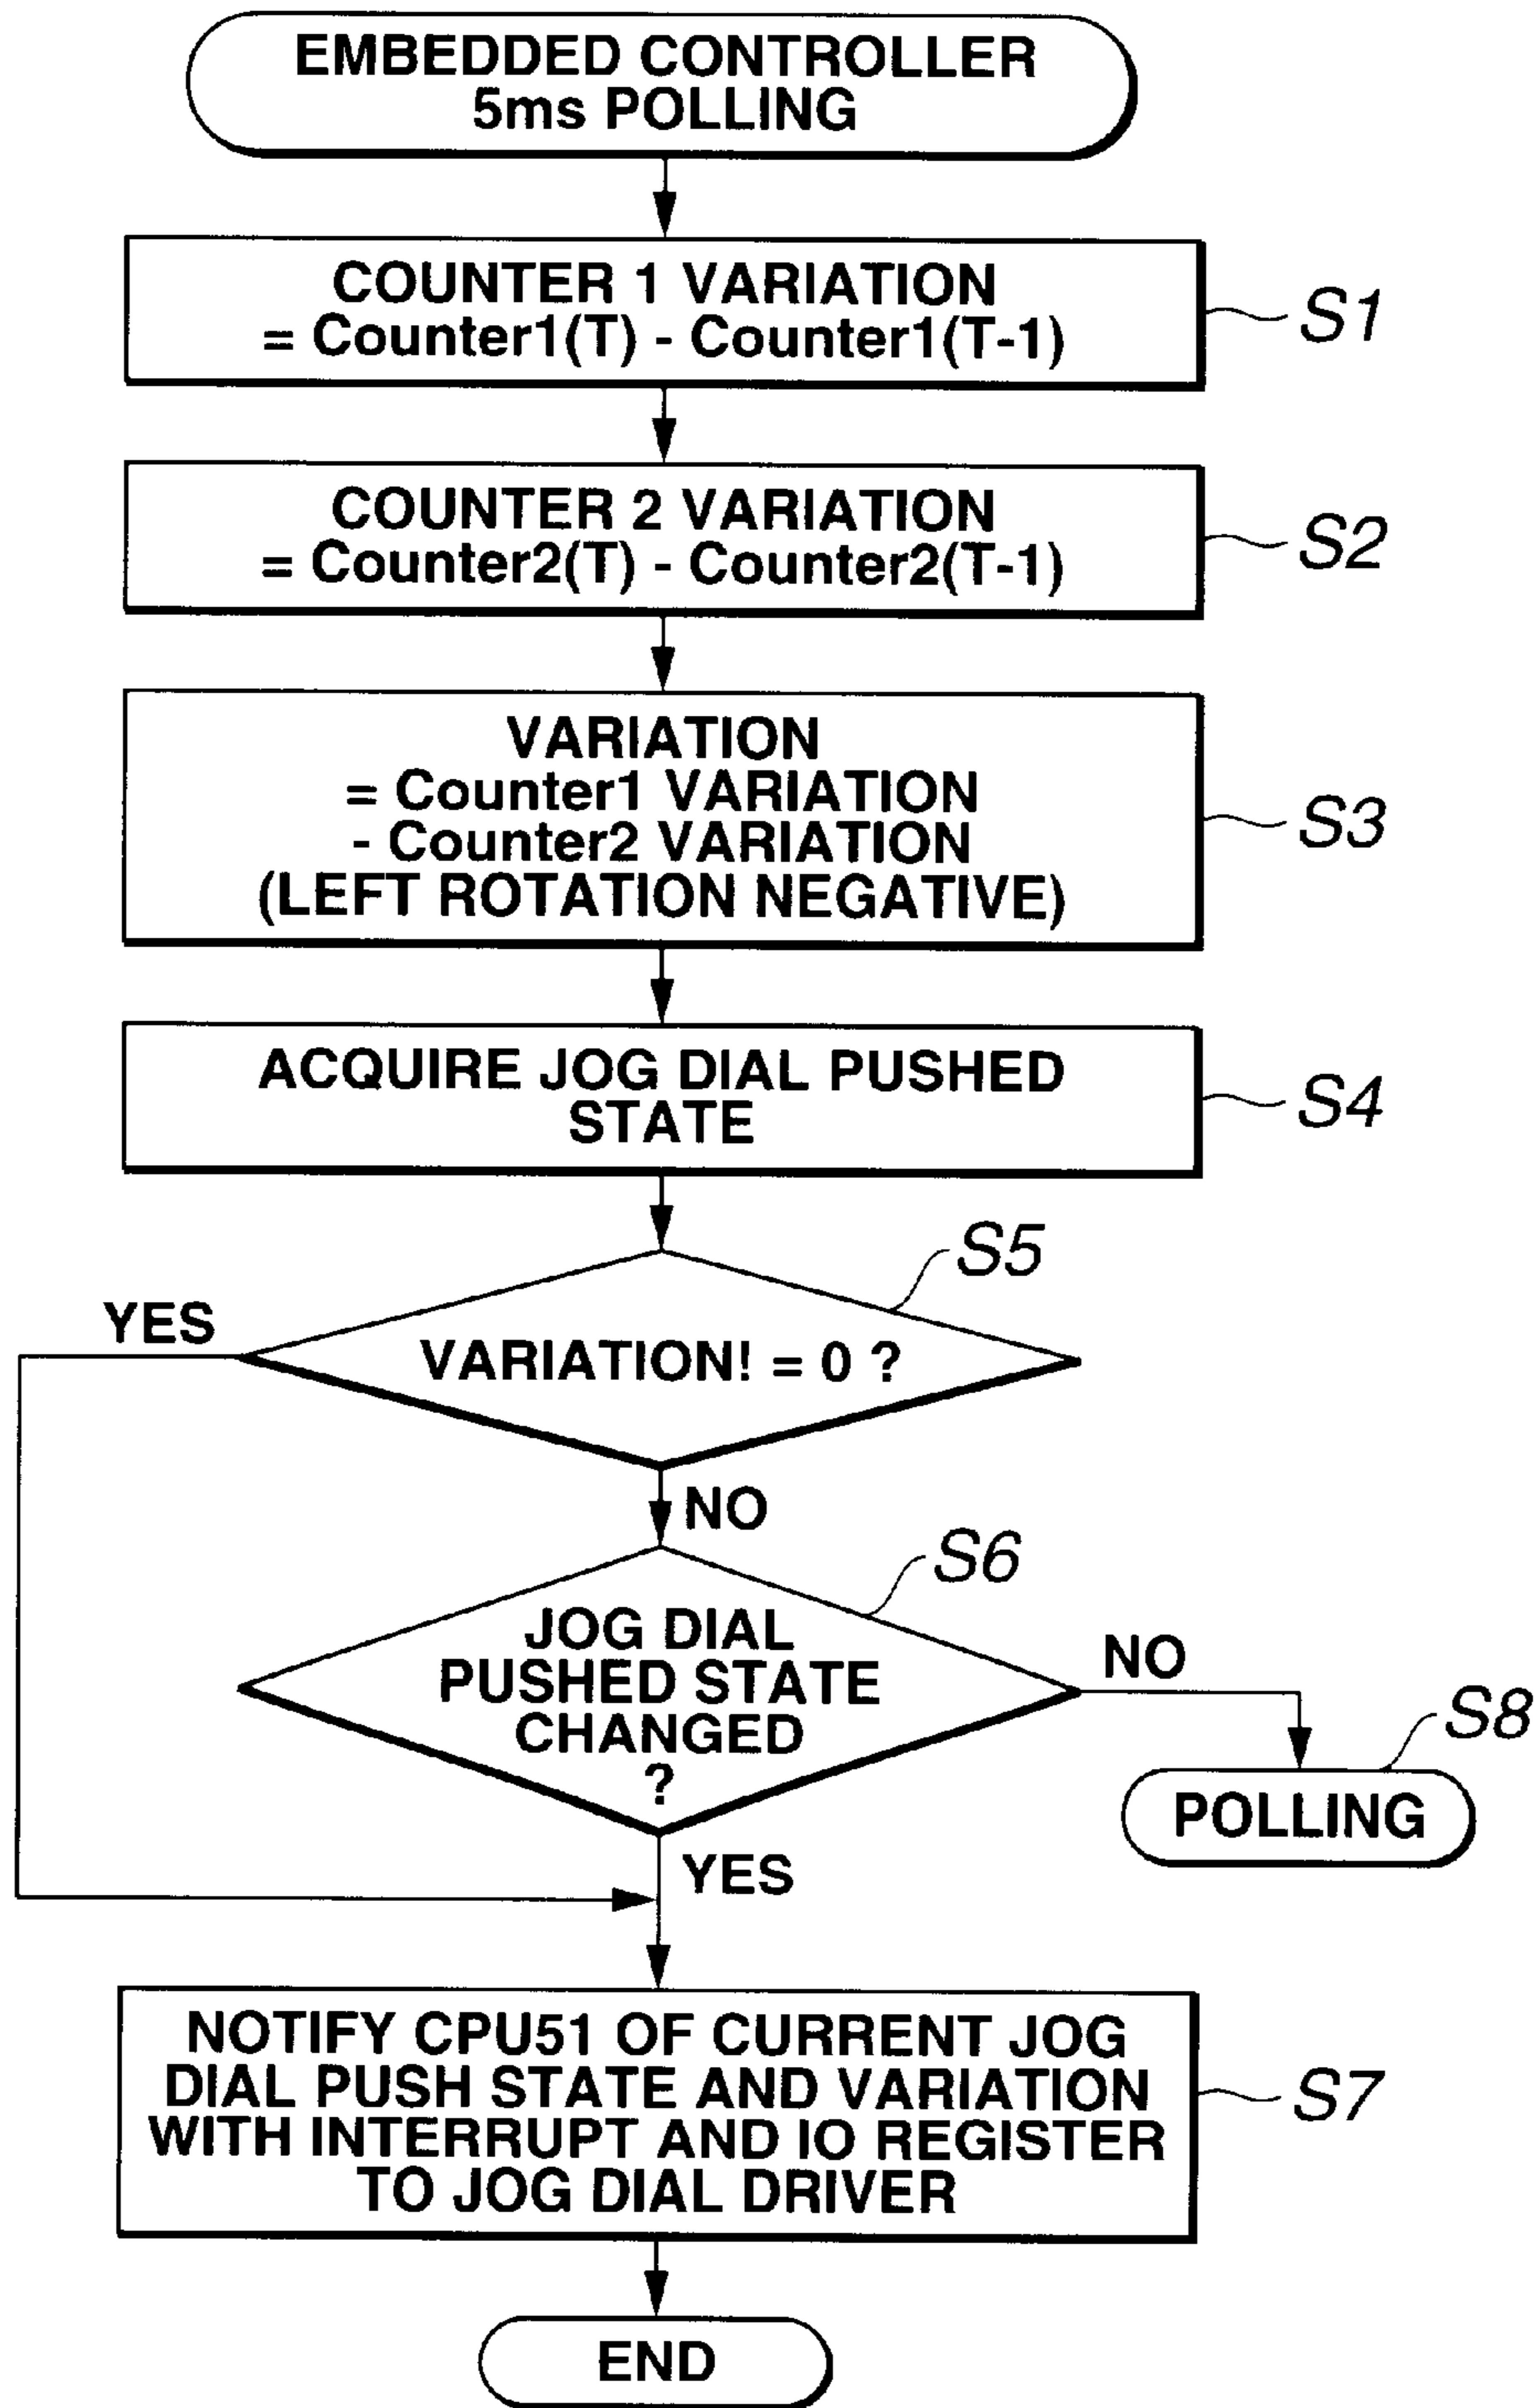 EMBEDDED CONTROLLER
5ms POLLING
COUNTER 1 VARIATION
= Counter1(T) - Counter1(T-1)
S1
COUNTER 2 VARIATION
= Counter2(T) - Counter2(T-1)
S2
VARIATION
= Counter1 VARIATION
- Counter2 VARIATION
(LEFT ROTATION NEGATIVE)
S3
ACQUIRE JOG DIAL PUSHED
STATE
S4
S5
YES
VARIATION! = 0 ?
NO
S6
JOG DIAL
PUSHED STATE
CHANGED
?
NO
S8
POLLING
YES
NOTIFY CPU51 OF CURRENT JOG
DIAL PUSH STATE AND VARIATION
WITH INTERRUPT AND IO REGISTER
TO JOG DIAL DRIVER
S7
END